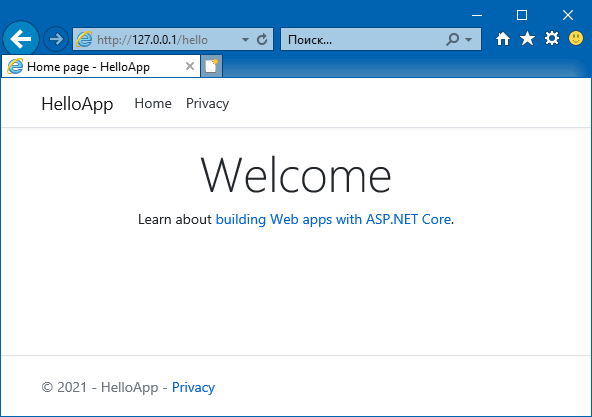 http://127.0.0.1/hello
Поиск...
Home page - HelloApp
HelloApp Home Privacy
Welcome
Learn about building Web apps with ASP.NET Core.
© 2021 - HelloApp - Privacy